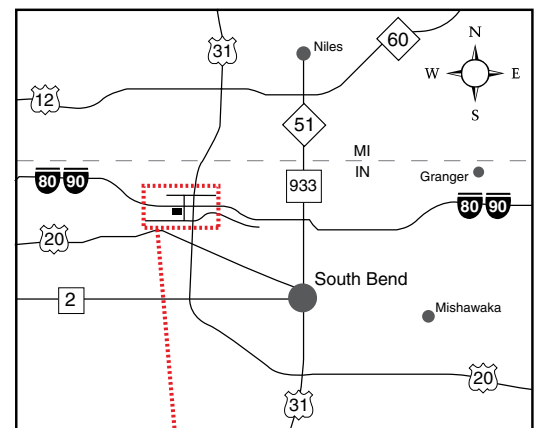 31
Niles
60
N
W E
S
12
51
MI
IN
Granger
80 90
933
80 90
20
South Bend
2
Mishawaka
20
31